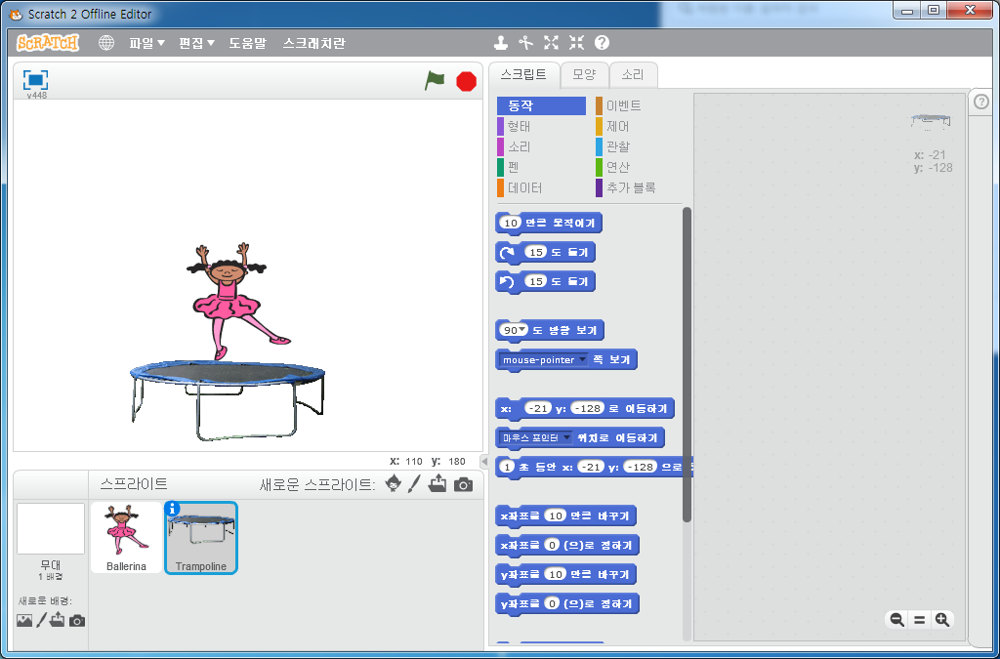 Scratch 2 Offline Editor
SCRATCH 파일 편집 도움말 스크래치란
v448
스크립트 모양 소리
동작 이벤트
형태 제어
소리 관찰
펜 연산
데이터 추가 블록
x: -21
y: -128
10 만큼 움직이기
15 도 돌기
15 도 돌기
90 도 방향 보기
mouse-pointer 쪽 보기
x: -21 y: -128 로 이동하기
마우스 포인터 위치로 이동하기
1 초 동안 x: -21 y: -128 으로
x좌표를 10 만큼 바꾸기
x좌표를 0 (으)로 정하기
y좌표를 10 만큼 바꾸기
y좌표를 0 (으)로 정하기
x: 110 y: 180
스프라이트 새로운 스프라이트:
Ballerina Trampoline
무대
1 배경
새로운 배경: